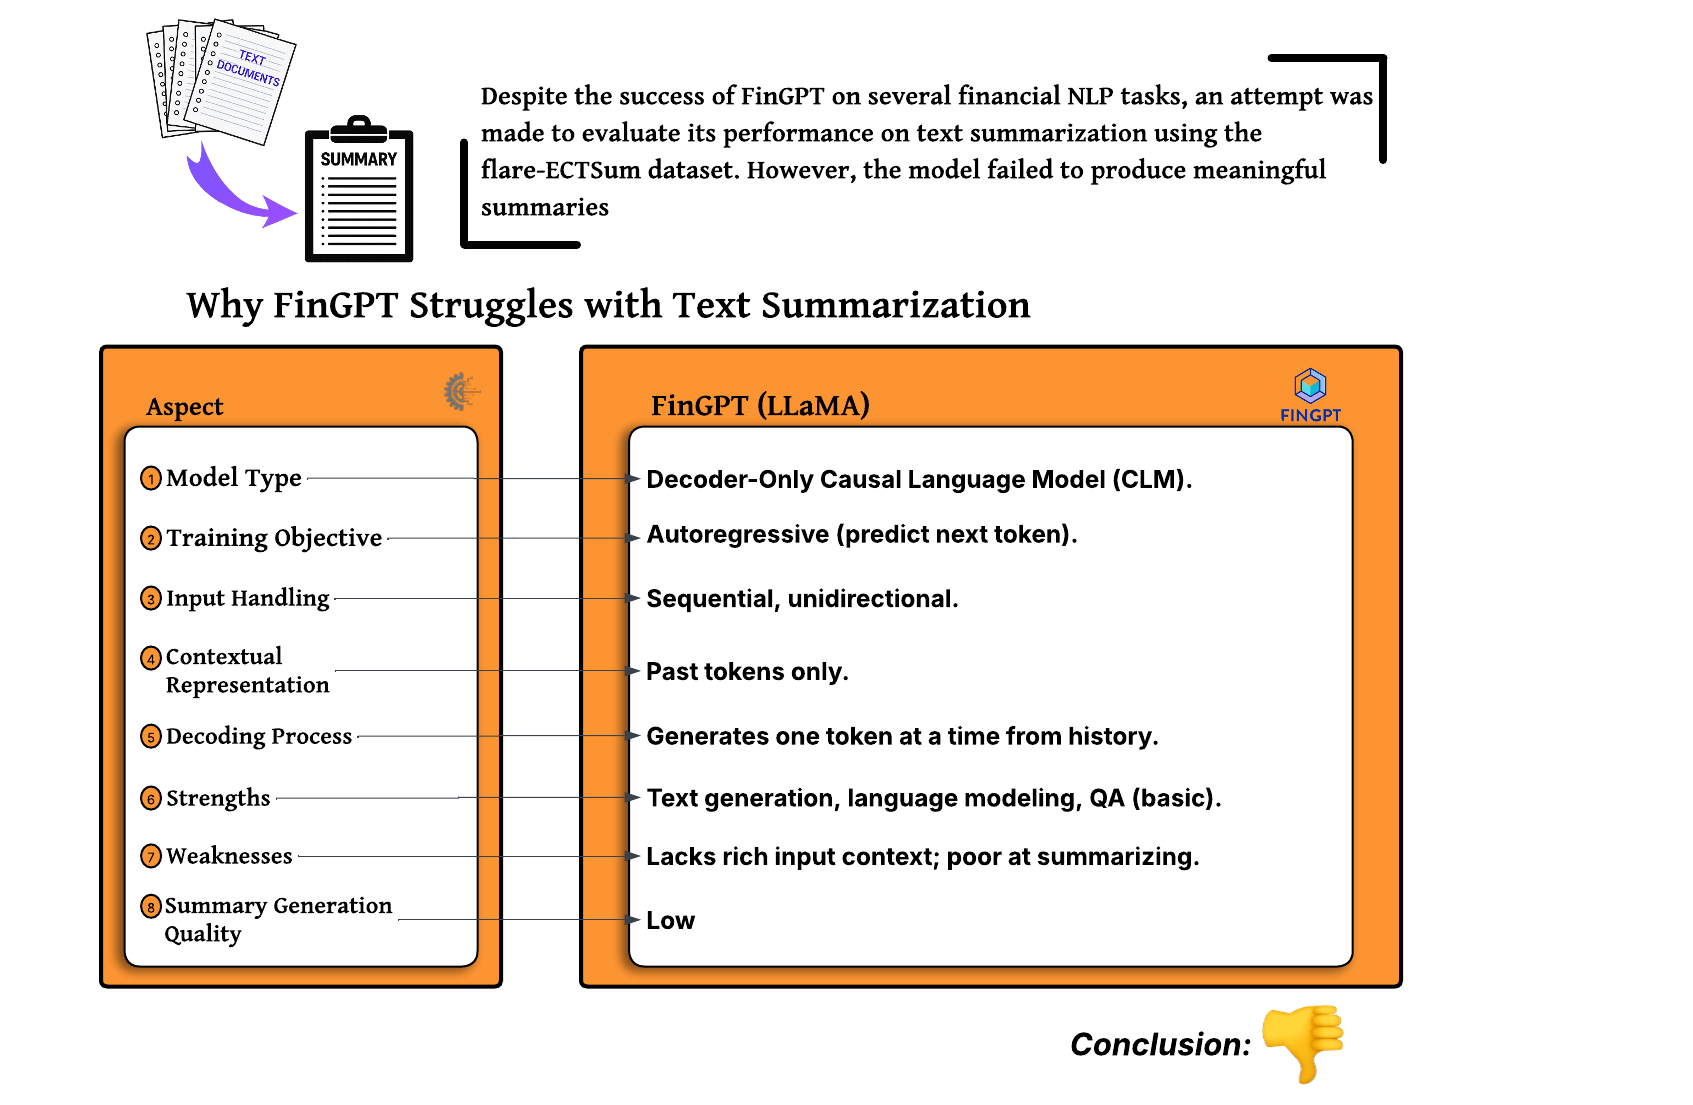 TEXT
DOCUMENTS
SUMMARY
Despite the success of FinGPT on several financial NLP tasks, an attempt was
made to evaluate its performance on text summarization using the
flare-ECTSum dataset. However, the model failed to produce meaningful
summaries
Why FinGPT Struggles with Text Summarization
Aspect
FinGPT (LLaMA)
FINGPT
1 Model Type
Decoder-Only Causal Language Model (CLM).
2 Training Objective
Autoregressive (predict next token).
3 Input Handling
Sequential, unidirectional.
4 Contextual
Representation
Past tokens only.
5 Decoding Process
Generates one token at a time from history.
6 Strengths
Text generation, language modeling, QA (basic).
7 Weaknesses
Lacks rich input context; poor at summarizing.
8 Summary Generation
Quality
Low
Conclusion: